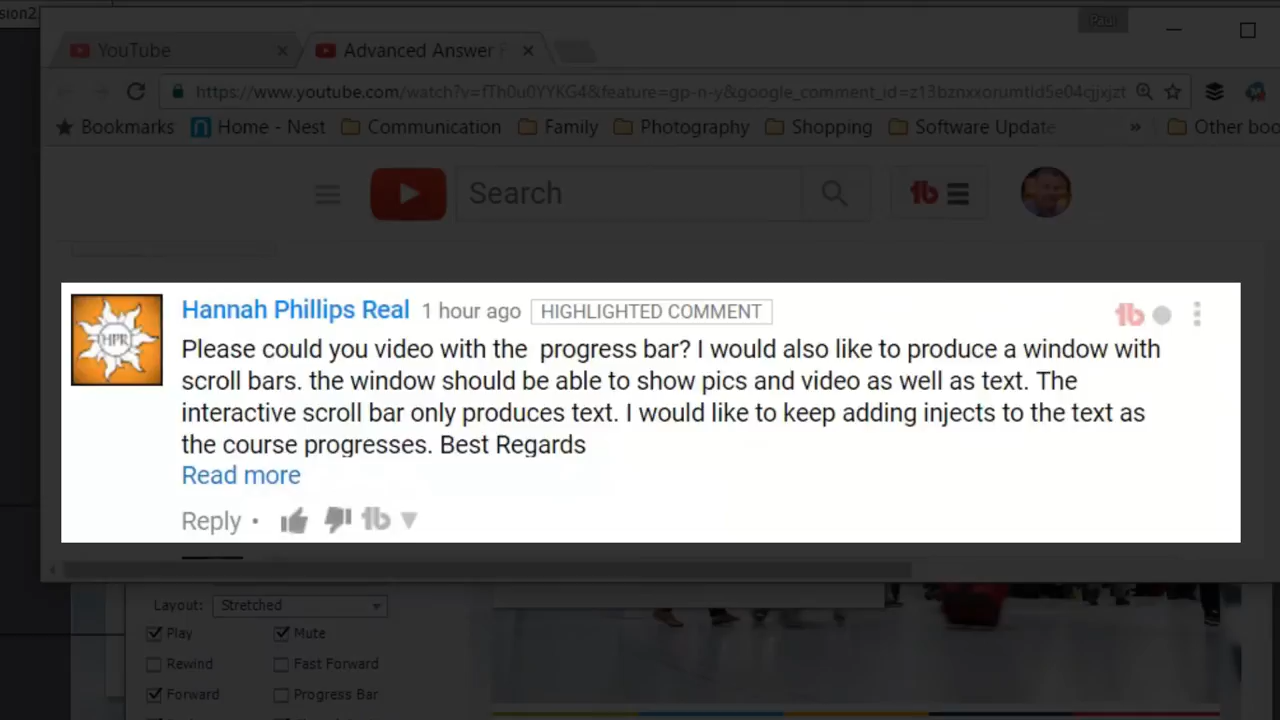 sion2
Paul
YouTube
Advanced Answer
https://www.youtube.com/watch?v=fTh0u0YYKG4&feature=gp-n-y&google_comment_id=z13bznxxorumtid5e04cjjxjzt
Bookmarks Home - Nest Communication Family Photography Shopping Software Update » Other boo
Search
Hannah Phillips Real 1 hour ago HIGHLIGHTED COMMENT
HPR
Please could you video with the progress bar? I would also like to produce a window with
scroll bars. the window should be able to show pics and video as well as text. The
interactive scroll bar only produces text. I would like to keep adding injects to the text as
the course progresses. Best Regards
Read more
Reply •
Layout: Stretched
Play Mute
Rewind Fast Forward
Forward Progress Bar